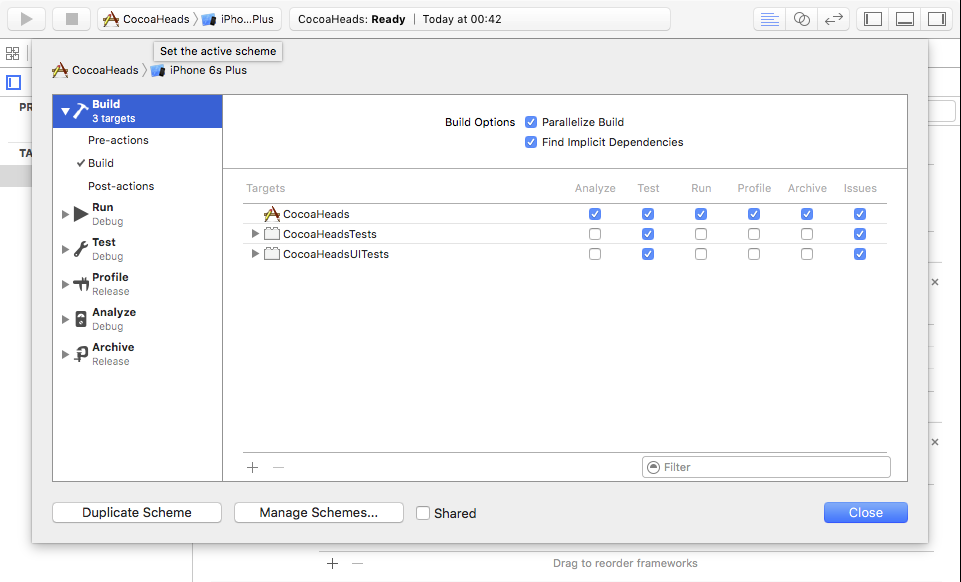 CocoaHeads iPho...Plus CocoaHeads: Ready | Today at 00:42
Set the active scheme
CocoaHeads iPhone 6s Plus
PR
TA
Build
3 targets
Pre-actions
Build
Post-actions
Run
Debug
Test
Debug
Profile
Release
Analyze
Debug
Archive
Release
Build Options Parallelize Build
Find Implicit Dependencies
Targets Analyze Test Run Profile Archive Issues
CocoaHeads
CocoaHeadsTests
CocoaHeadsUITests
Filter
Duplicate Scheme Manage Schemes... Shared Close
Drag to reorder frameworks